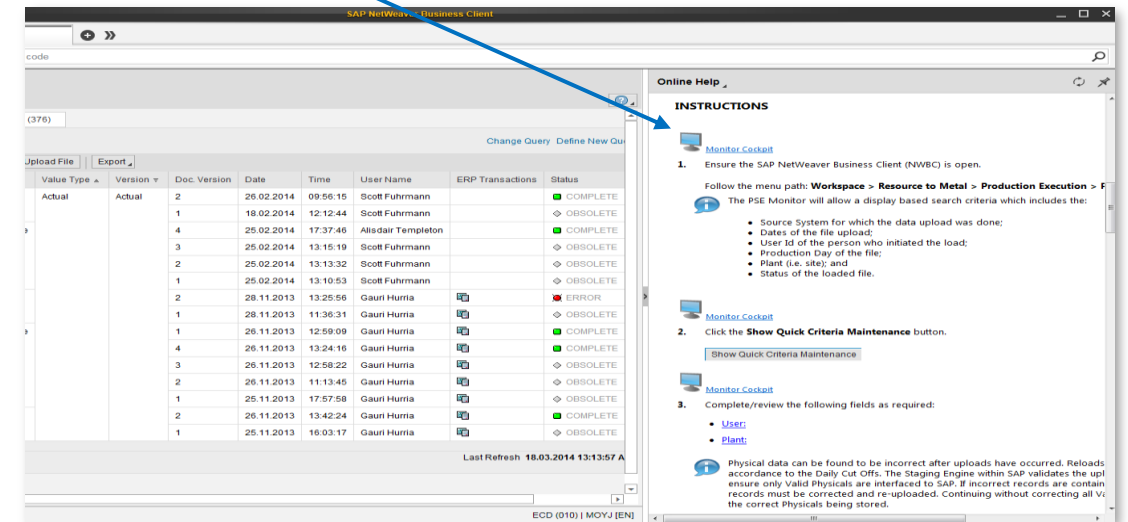 SAP NetWeaver Business Client
code
Online Help
(376)
Change Query Define New Qu
Upload File Export
Value Type Version Doc. Version Date Time User Name ERP Transactions Status
Actual Actual 2 26.02.2014 09:56:15 Scott Fuhrmann COMPLETE
1 18.02.2014 12:12:44 Scott Fuhrmann OBSOLETE
4 25.02.2014 17:37:46 Alisdair Templeton COMPLETE
3 25.02.2014 13:15:19 Scott Fuhrmann OBSOLETE
2 25.02.2014 13:13:32 Scott Fuhrmann OBSOLETE
1 25.02.2014 13:10:53 Scott Fuhrmann OBSOLETE
2 28.11.2013 13:25:56 Gauri Hurria ERROR
1 28.11.2013 11:36:31 Gauri Hurria OBSOLETE
1 26.11.2013 12:59:09 Gauri Hurria COMPLETE
4 26.11.2013 13:24:16 Gauri Hurria COMPLETE
3 26.11.2013 12:58:22 Gauri Hurria OBSOLETE
2 26.11.2013 11:13:45 Gauri Hurria OBSOLETE
1 25.11.2013 17:57:58 Gauri Hurria OBSOLETE
2 26.11.2013 13:42:24 Gauri Hurria COMPLETE
1 25.11.2013 16:03:17 Gauri Hurria OBSOLETE
Last Refresh 18.03.2014 13:13:57 A
ECD (010) | MOYJ [EN]
INSTRUCTIONS
Monitor Cockpit
1. Ensure the SAP NetWeaver Business Client (NWBC) is open.
Follow the menu path: Workspace > Resource to Metal > Production Execution >
The PSE Monitor will allow a display based search criteria which includes the:
• Source System for which the data upload was done;
• Dates of the file upload;
• User Id of the person who initiated the load;
• Production Day of the file;
• Plant (i.e. site); and
• Status of the loaded file.
Monitor Cockpit
2. Click the Show Quick Criteria Maintenance button.
Show Quick Criteria Maintenance
Monitor Cockpit
3. Complete/review the following fields as required:
• User:
• Plant:
Physical data can be found to be incorrect after uploads have occurred. Reloads
accordance to the Daily Cut Offs. The Staging Engine within SAP validates the upl
ensure only Valid Physicals are interfaced to SAP. If incorrect records are contain
records must be corrected and re-uploaded. Continuing without correcting all Va
the correct Physicals being stored.